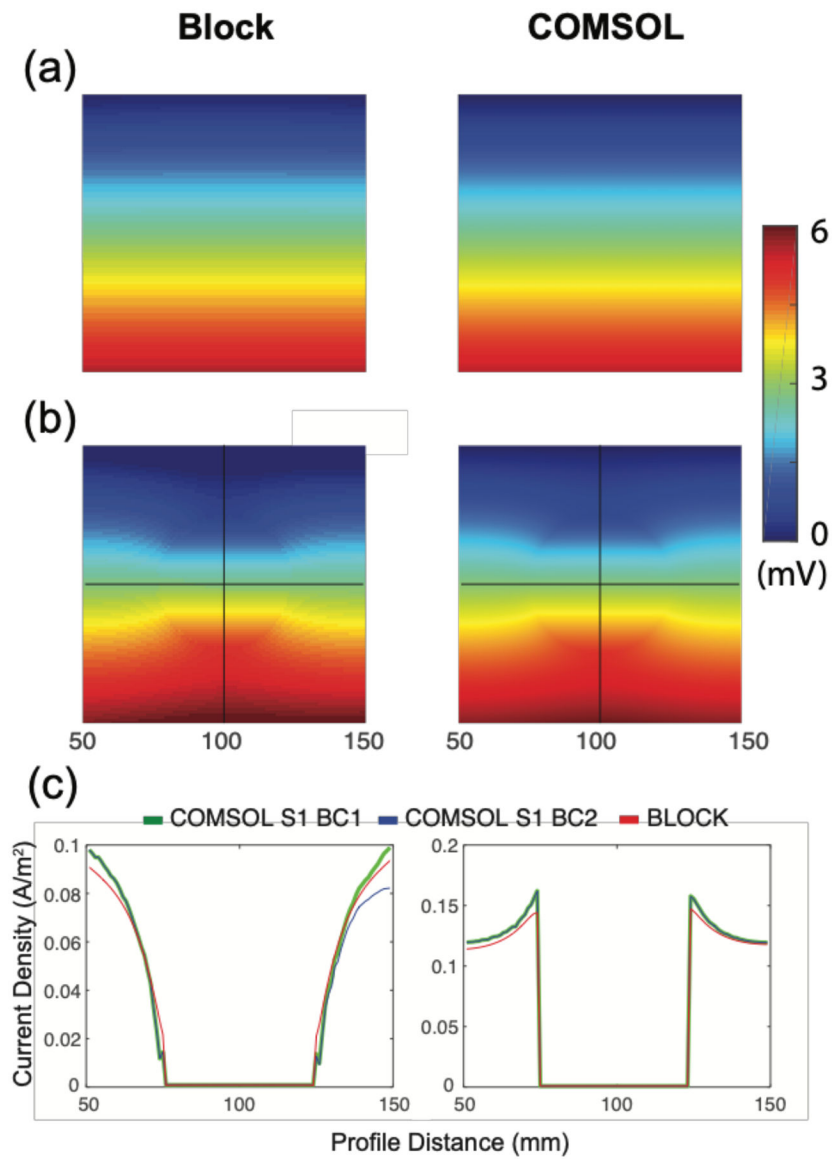 Block COMSOL
(a)
6
3
0
(mV)
(b)
50 100 150 50 100 150
(c)
COMSOL S1 BC1 COMSOL S1 BC2 BLOCK
Current Density (A/m²)
0.1
0.08
0.06
0.04
0.02
0
50 100 150
0.2
0.15
0.1
0.05
0
50 100 150
Profile Distance (mm)